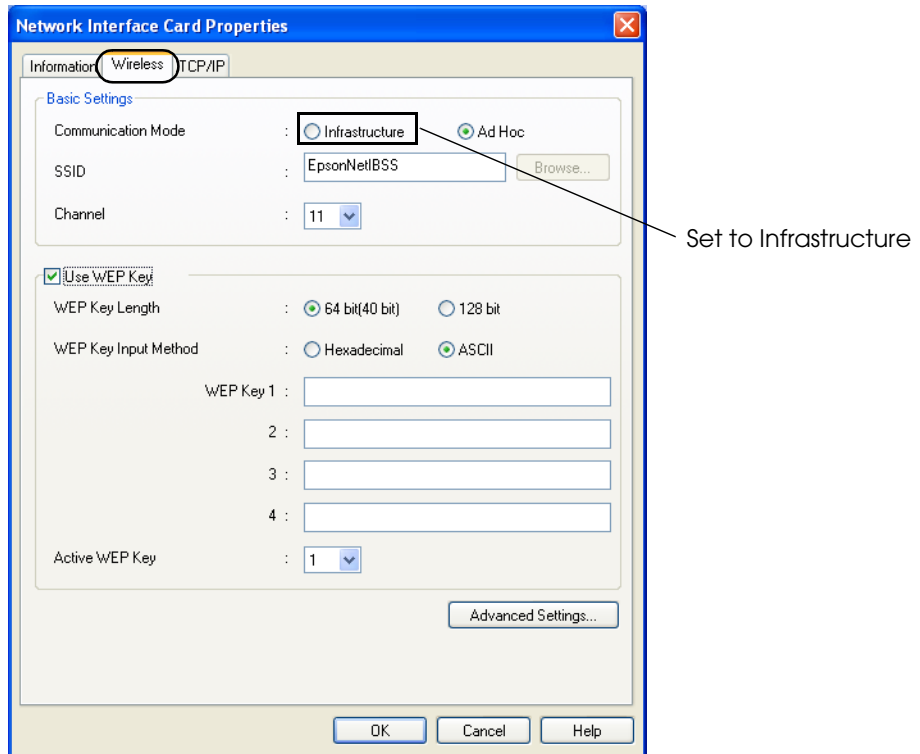 Network Interface Card Properties
Information Wireless TCP/IP
Basic Settings
Communication Mode : Infrastructure Ad Hoc
SSID : EpsonNetIBSS Browse...
Channel : 11
Set to Infrastructure
Use WEP Key
WEP Key Length : 64 bit(40 bit) 128 bit
WEP Key Input Method : Hexadecimal ASCII
WEP Key 1 :
2 :
3 :
4 :
Active WEP Key : 1
Advanced Settings...
OK Cancel Help